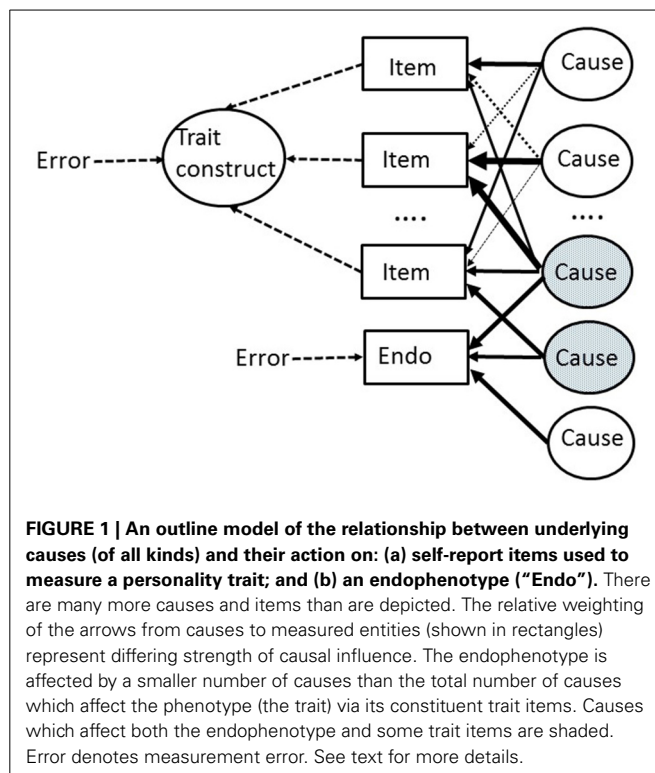 Item
Cause
Trait
construct
Error
Item
Cause
....
....
Item
Cause
Error
Endo
Cause
Cause
FIGURE 1 | An outline model of the relationship between underlying
causes (of all kinds) and their action on: (a) self-report items used to
measure a personality trait; and (b) an endophenotype (“Endo”). There
are many more causes and items than are depicted. The relative weighting
of the arrows from causes to measured entities (shown in rectangles)
represent differing strength of causal influence. The endophenotype is
affected by a smaller number of causes than the total number of causes
which affect the phenotype (the trait) via its constituent trait items. Causes
which affect both the endophenotype and some trait items are shaded.
Error denotes measurement error. See text for more details.